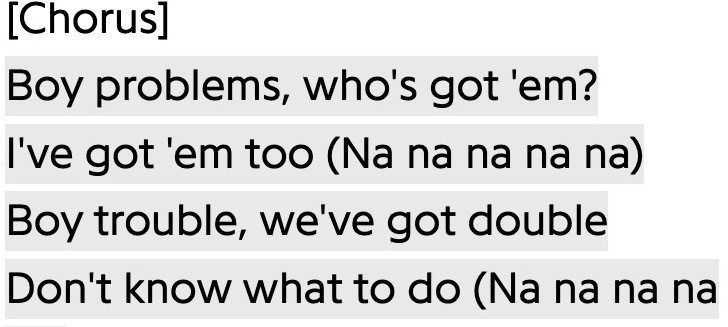 [Chorus]
Boy problems, who's got 'em?
I've got 'em too (Na na na na na)
Boy trouble, we've got double
Don't know what to do (Na na na na